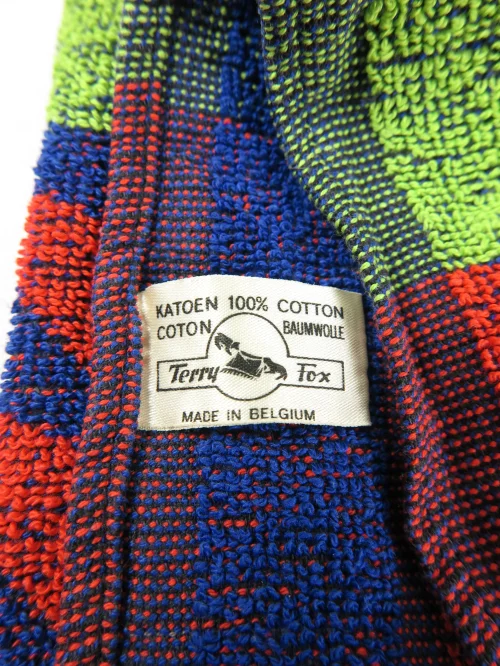 KATOEN 100% COTTON
COTON BAUMWOLLE
Terry Fox
MADE IN BELGIUM